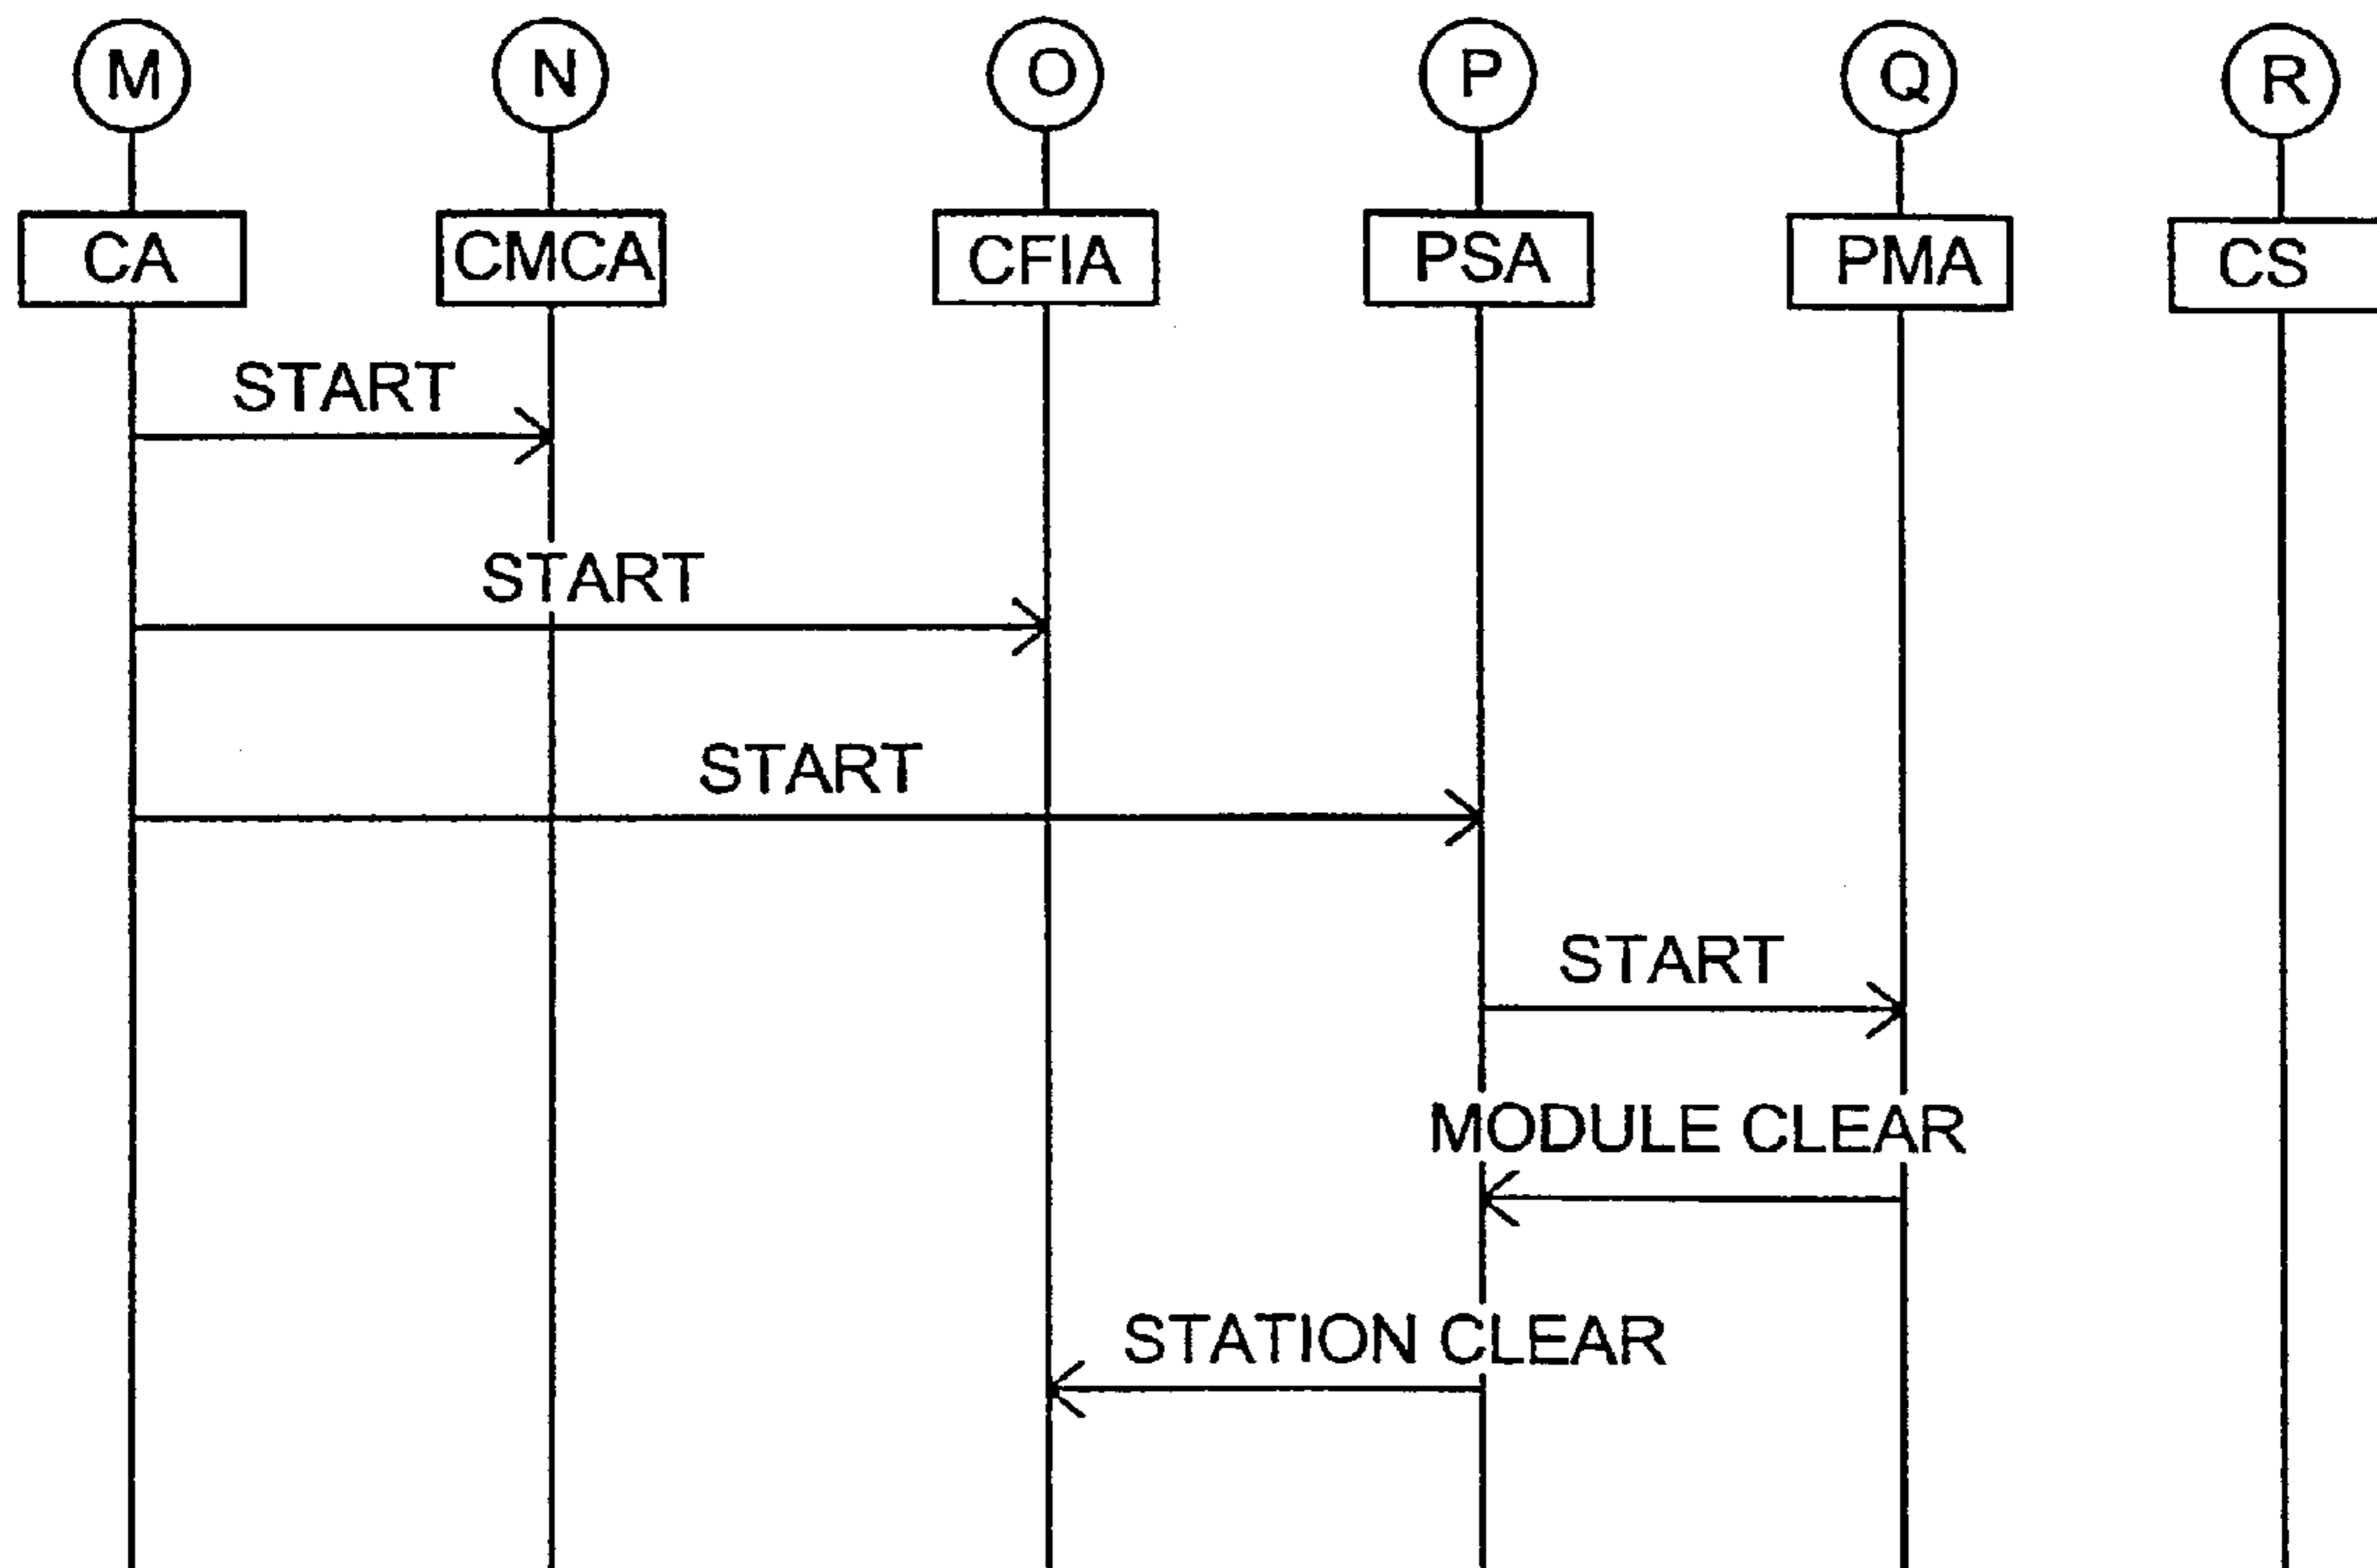 M N O P Q R
CA CMCA CFIA PSA PMA CS
START
START
START
START
MODULE CLEAR
STATION CLEAR